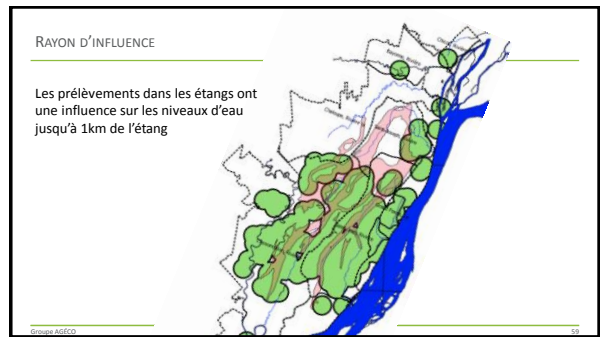 RAYON D'INFLUENCE
Les prélèvements dans les étangs ont
une influence sur les niveaux d'eau
jusqu'à 1km de l'étang
Groupe AGÉCO
59